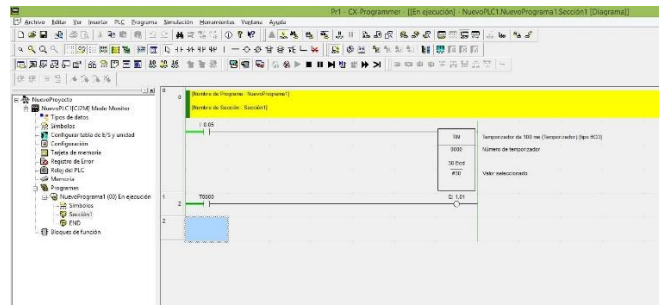 Pr1 - CX-Programmer - [[En ejecución] - NuevoPLC1.NuevoPrograma1.Sección1 [Diagrama]]
Archivo Editar Ver Insertar PLC Programa Simulación Herramientas Ventana Ayuda
NuevoProyecto
NuevoPLC1[CJ2M] Modo Monitor
Tipos de datos
Símbolos
Configurar tabla de E/S y unidad
Configuración
Tarjeta de memoria
Registro de Error
Reloj del PLC
Memoria
Programas
NuevoPrograma1 (00) En ejecución
Símbolos
Sección1
END
Bloques de función
0
0
[Nombre de Programa : NuevoPrograma1]
[Nombre de Sección : Sección1]
I: 0.05
TIM
Temporizador de 100 ms (Temporizador) [tipo BCD]
0000
Número de temporizador
30 Bcd
#30
Valor seleccionado
1
2
T0000
Q: 1.01
2